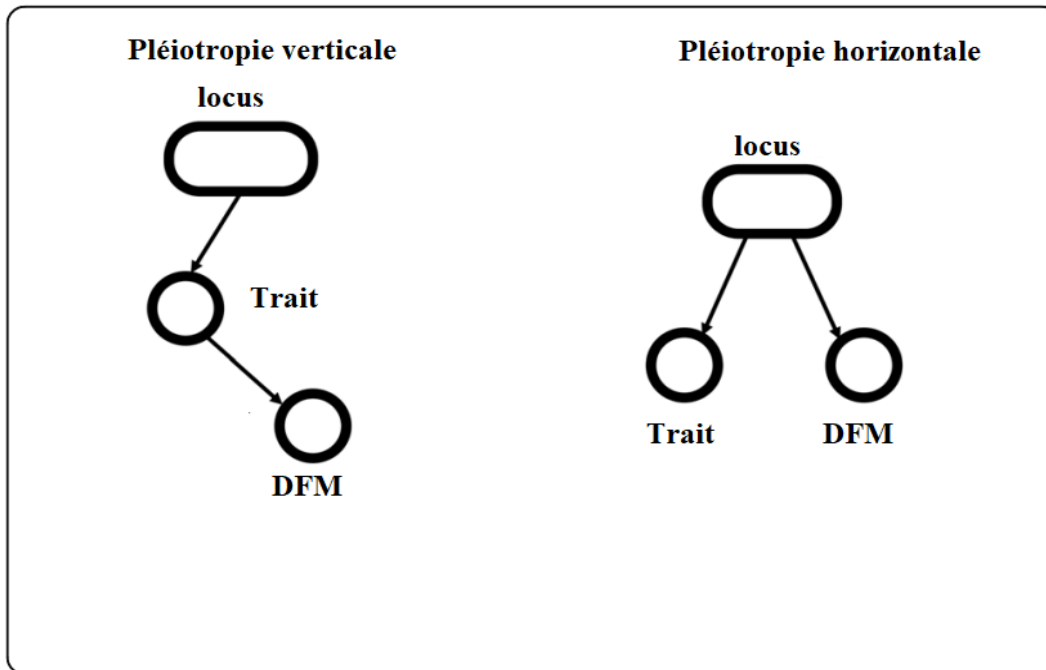 Pléiotropie verticale
locus
Trait
DFM
Pléiotropie horizontale
locus
Trait
DFM